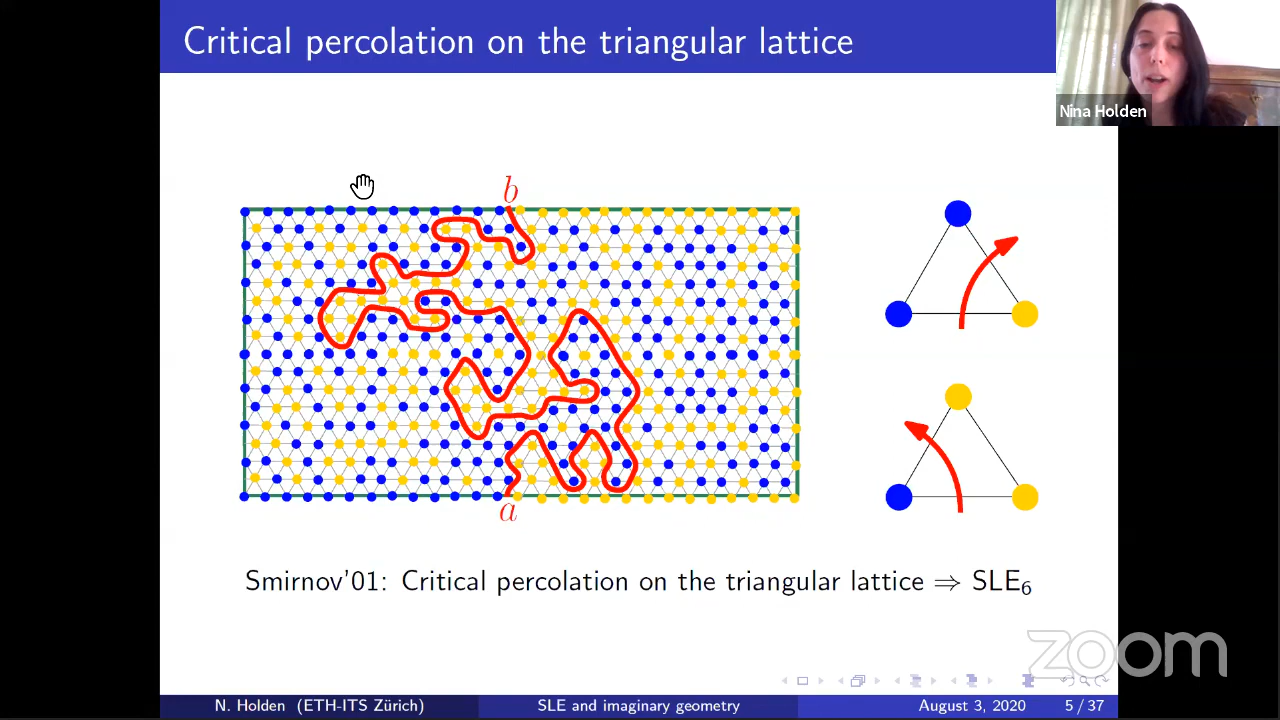 Critical percolation on the triangular lattice
Nina Holden
b
a
Smirnov'01: Critical percolation on the triangular lattice ⇒ SLE₆
zoom
N. Holden (ETH-ITS Zürich)
SLE and imaginary geometry
August 3, 2020
5 / 37